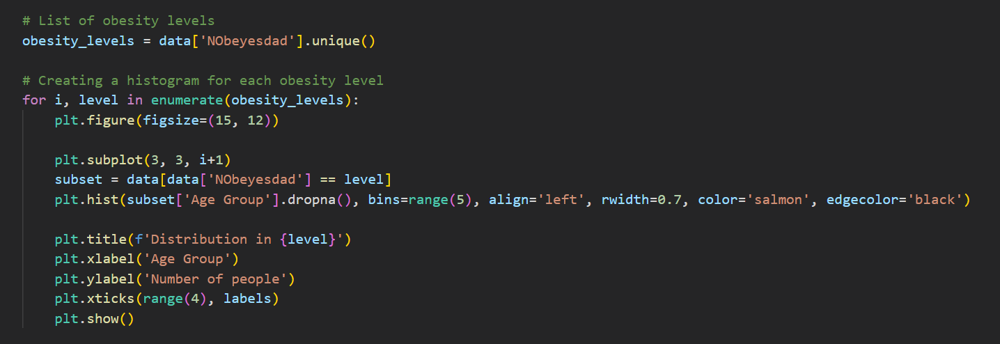 # List of obesity levels
obesity_levels = data['NObeyesdad'].unique()
# Creating a histogram for each obesity level
for i, level in enumerate(obesity_levels):
    plt.figure(figsize=(15, 12))
    plt.subplot(3, 3, i+1)
    subset = data[data['NObeyesdad'] == level]
    plt.hist(subset['Age Group'].dropna(), bins=range(5), align='left', rwidth=0.7, color='salmon', edgecolor='black')
    plt.title(f'Distribution in {level}')
    plt.xlabel('Age Group')
    plt.ylabel('Number of people')
    plt.xticks(range(4), labels)
    plt.show()